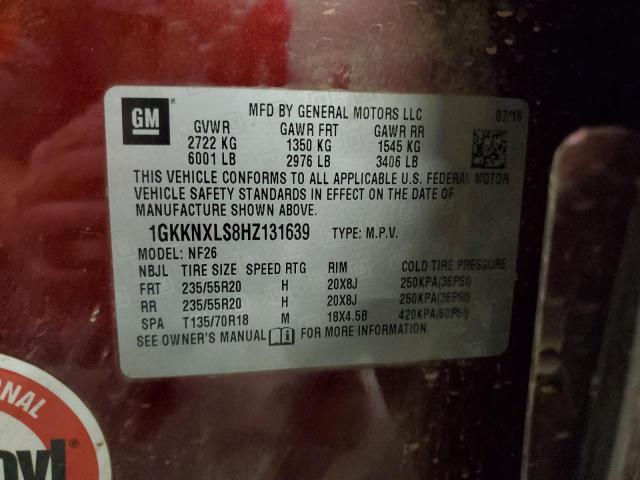 GM
MFD BY GENERAL MOTORS LLC 07/16
GVWR GAWR FRT GAWR RR
2722 KG 1350 KG 1545 KG
6001 LB 2976 LB 3406 LB
THIS VEHICLE CONFORMS TO ALL APPLICABLE U.S. FEDERAL MOTOR
VEHICLE SAFETY STANDARDS IN EFFECT ON THE DATE OF
MANUFACTURE SHOWN ABOVE.
1GKKNXLS8HZ131639 TYPE: M.P.V.
MODEL: NF26
NBJL TIRE SIZE SPEED RTG RIM COLD TIRE PRESSURE
FRT 235/55R20 H 20X8J 250KPA(36PSI)
RR 235/55R20 H 20X8J 250KPA(36PSI)
SPA T135/70R18 M 18X4.5B 420KPA(60PSI)
SEE OWNER'S MANUAL FOR MORE INFORMATION.